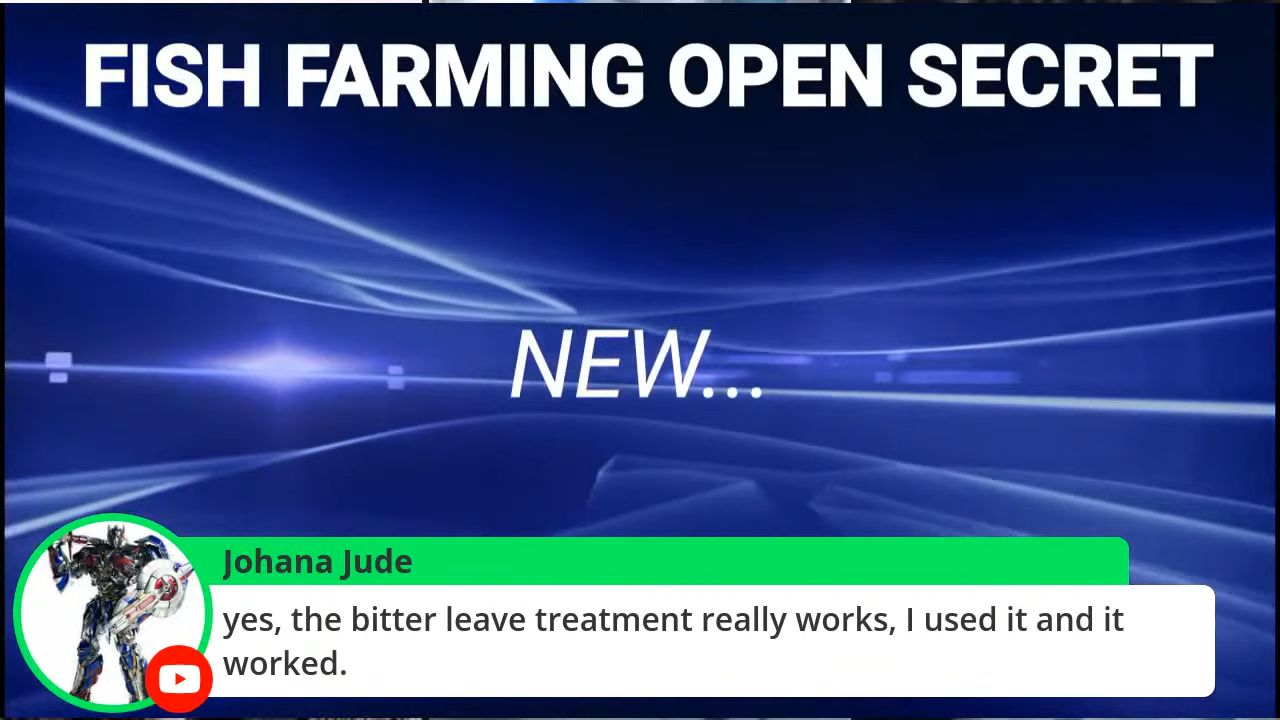 FISH FARMING OPEN SECRET
NEW...
Johana Jude
yes, the bitter leave treatment really works, I used it and it
worked.